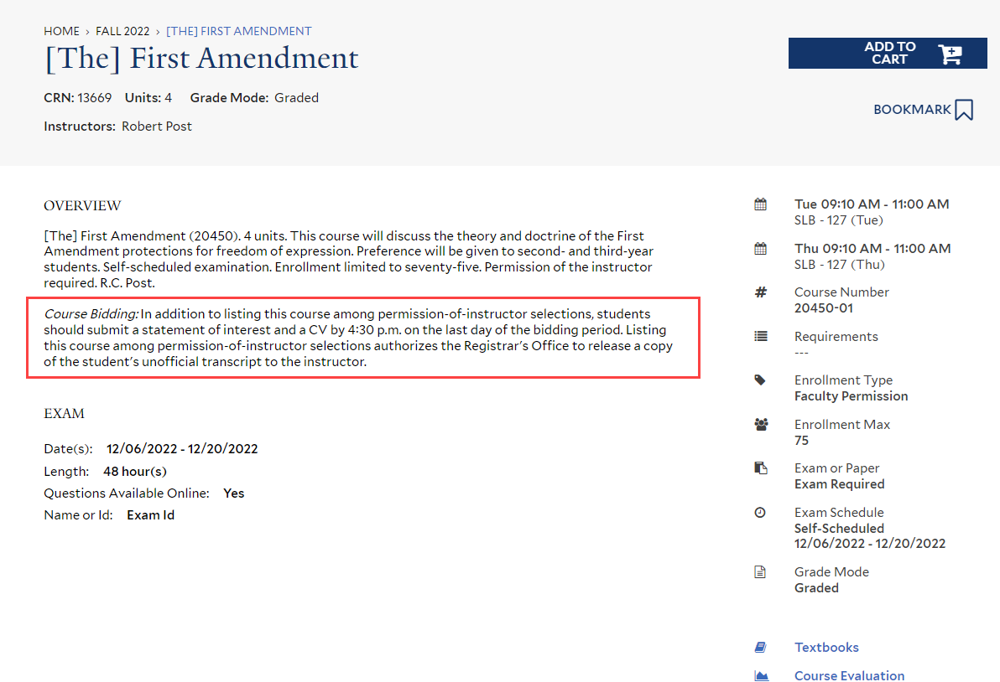 HOME › FALL 2022 › [THE] FIRST AMENDMENT
[The] First Amendment
ADD TO
CART
CRN: 13669 Units: 4 Grade Mode: Graded
BOOKMARK
Instructors: Robert Post
OVERVIEW
[The] First Amendment (20450). 4 units. This course will discuss the theory and doctrine of the First
Amendment protections for freedom of expression. Preference will be given to second- and third-year
students. Self-scheduled examination. Enrollment limited to seventy-five. Permission of the instructor
required. R.C. Post.
Course Bidding: In addition to listing this course among permission-of-instructor selections, students
should submit a statement of interest and a CV by 4:30 p.m. on the last day of the bidding period. Listing
this course among permission-of-instructor selections authorizes the Registrar's Office to release a copy
of the student's unofficial transcript to the instructor.
EXAM
Date(s): 12/06/2022 - 12/20/2022
Length: 48 hour(s)
Questions Available Online: Yes
Name or Id: Exam Id
Tue 09:10 AM - 11:00 AM
SLB - 127 (Tue)
Thu 09:10 AM - 11:00 AM
SLB - 127 (Thu)
# Course Number
20450-01
Requirements
---
Enrollment Type
Faculty Permission
Enrollment Max
75
Exam or Paper
Exam Required
Exam Schedule
Self-Scheduled
12/06/2022 - 12/20/2022
Grade Mode
Graded
Textbooks
Course Evaluation